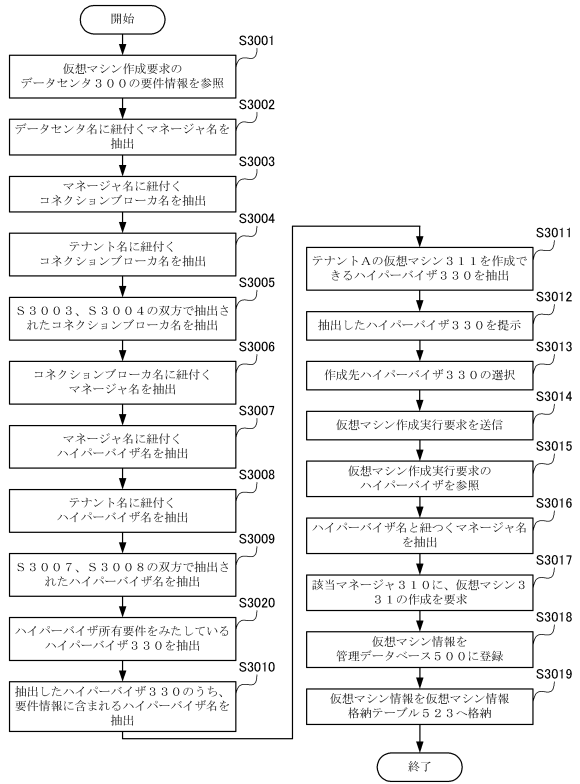 開始
S3001
仮想マシン作成要求の
データセンタ300の要件情報を参照
S3002
データセンタ名に紐付くマネージャ名を
抽出
S3003
マネージャ名に紐付く
コネクションブローカ名を抽出
S3004
テナント名に紐付く
コネクションブローカ名を抽出
S3005
S3003、S3004の双方で抽出さ
れたコネクションブローカ名を抽出
S3006
コネクションブローカ名に紐付く
マネージャ名を抽出
S3007
マネージャ名に紐付く
ハイパーバイザ名を抽出
S3008
テナント名に紐付く
ハイパーバイザ名を抽出
S3009
S3007、S3008の双方で抽出さ
れたハイパーバイザ名を抽出
S3020
ハイパーバイザ所有要件をみたしている
ハイパーバイザ330を抽出
S3010
抽出したハイパーバイザ330のうち、
要件情報に含まれるハイパーバイザ名を
抽出
S3011
テナントAの仮想マシン311を作成で
きるハイパーバイザ330を抽出
S3012
抽出したハイパーバイザ330を提示
S3013
作成先ハイパーバイザ330の選択
S3014
仮想マシン作成実行要求を送信
S3015
仮想マシン作成実行要求の
ハイパーバイザを参照
S3016
ハイパーバイザ名と紐つくマネージャ名
を抽出
S3017
該当マネージャ310に、仮想マシン3
31の作成を要求
S3018
仮想マシン情報を
管理データベース500に登録
S3019
仮想マシン情報を仮想マシン情報
格納テーブル523へ格納
終了